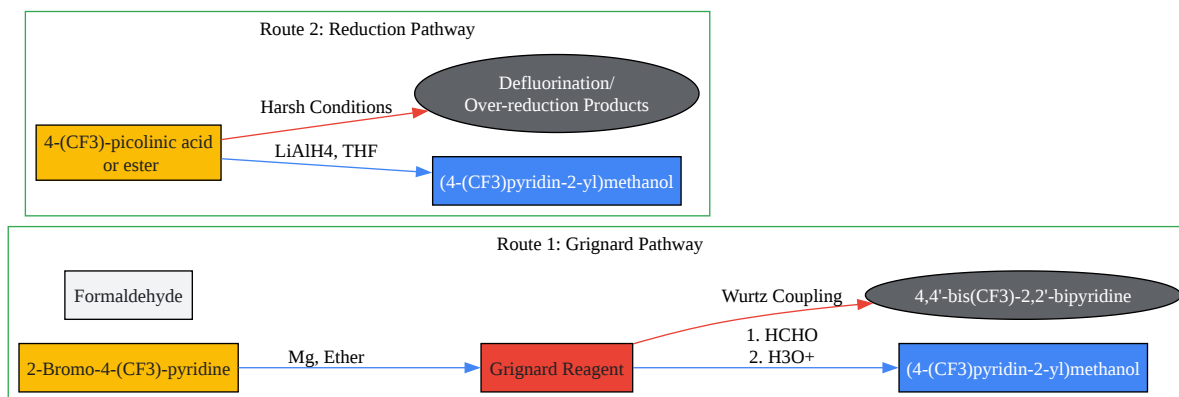 Route 2: Reduction Pathway
Defluorination/
Over-reduction Products
Harsh Conditions
4-(CF3)-picolinic acid
or ester
LiAlH4, THF
(4-(CF3)pyridin-2-yl)methanol
Route 1: Grignard Pathway
Formaldehyde
Wurtz Coupling
4,4'-bis(CF3)-2,2'-bipyridine
2-Bromo-4-(CF3)-pyridine
Mg, Ether
Grignard Reagent
1. HCHO
2. H3O+
(4-(CF3)pyridin-2-yl)methanol